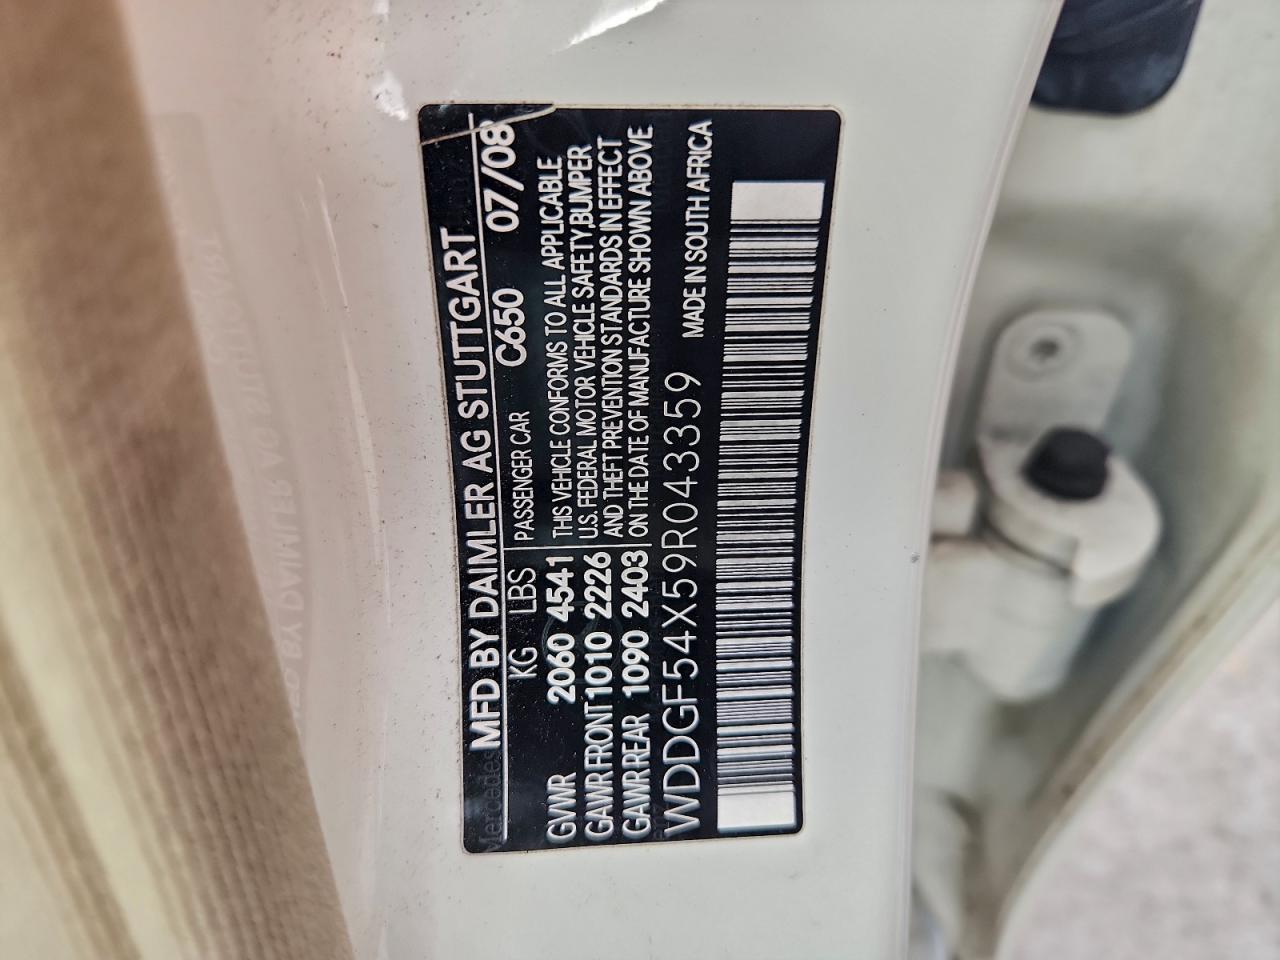 MFD BY DAIMLER AG STUTTGART
KG LBS PASSENGER CAR C650 07/08
GVWR 2060 4541 THIS VEHICLE CONFORMS TO ALL APPLICABLE
GAWR FRONT 1010 2226 U.S. FEDERAL MOTOR VEHICLE SAFETY,BUMPER
GAWR REAR 1090 2403 AND THEFT PREVENTION STANDARDS IN EFFECT
ON THE DATE OF MANUFACTURE SHOWN ABOVE
WDDGF54X59R043359 MADE IN SOUTH AFRICA
Mercedes